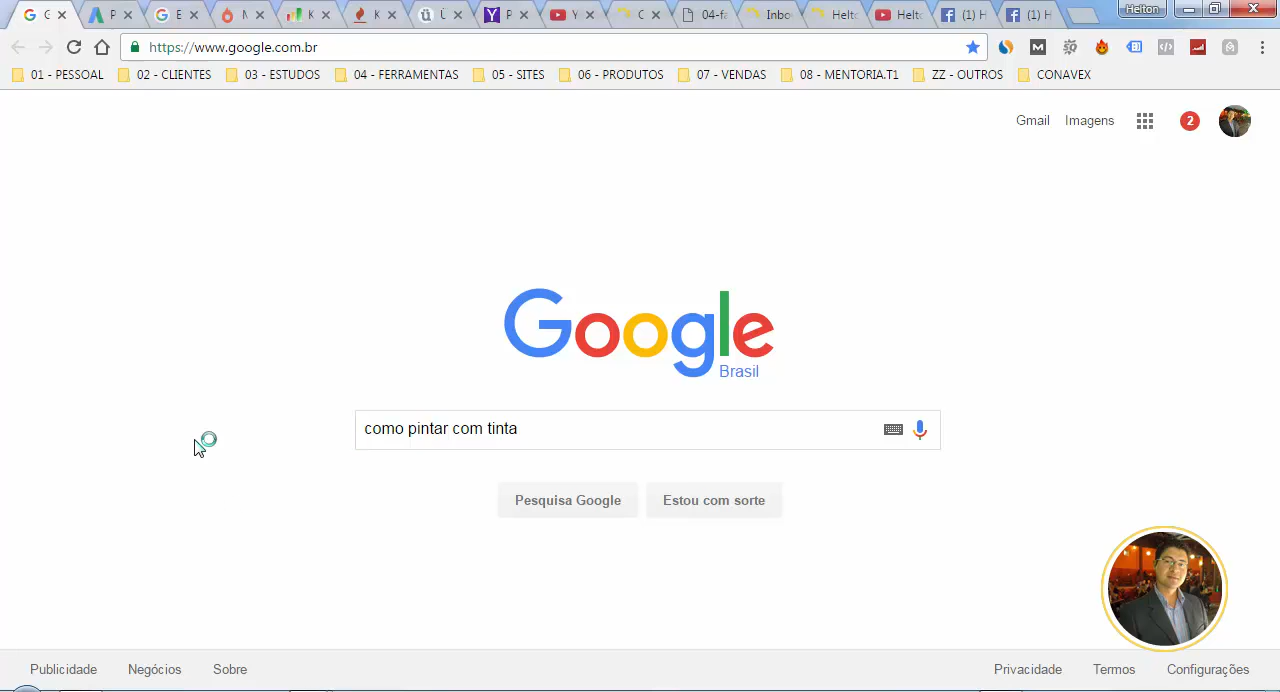 G P G E M K K Ü Y P Y C 04-fa Inbo Helto Helto (1) H (1) H Helton
https://www.google.com.br
01 - PESSOAL 02 - CLIENTES 03 - ESTUDOS 04 - FERRAMENTAS 05 - SITES 06 - PRODUTOS 07 - VENDAS 08 - MENTORIA.T1 ZZ - OUTROS CONAVEX
Gmail Imagens 2
Google
Brasil
como pintar com tinta
Pesquisa Google Estou com sorte
Publicidade Negócios Sobre Privacidade Termos Configurações